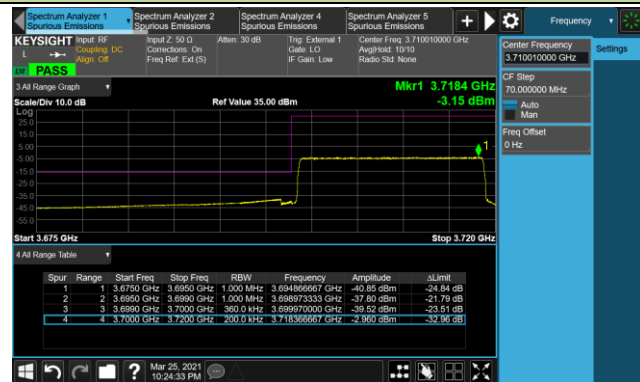 Spectrum Analyzer 1
Spurious Emissions
Spectrum Analyzer 2
Spurious Emissions
Spectrum Analyzer 4
Spurious Emissions
Spectrum Analyzer 5
Spurious Emissions
+
Frequency
KEYSIGHT
L
PASS
Input: RF
Coupling: DC
Align: Off
Input Z: 50 Ω
Corrections: On
Freq Ref: Ext (S)
Atten: 30 dB
Trig: External 1
Gate: LO
IF Gain: Low
Center Freq: 3.710010000 GHz
Avg|Hold: 10/10
Radio Std: None
Center Frequency
3.710010000 GHz
Settings
CF Step
70.000000 MHz
Auto
Man
Freq Offset
0 Hz
3 All Range Graph
Mkr1 3.7184 GHz
Scale/Div 10.0 dB
Ref Value 35.00 dBm
-3.15 dBm
Log
25.0
15.0
5.00
-5.00
-15.0
-25.0
-35.0
-45.0
-55.0
1
Start 3.675 GHz
Stop 3.720 GHz
4 All Range Table
Spur Range Start Freq Stop Freq RBW Frequency Amplitude ΔLimit
1 1 3.6750 GHz 3.6950 GHz 1.000 MHz 3.694866667 GHz -40.85 dBm -24.84 dB
2 2 3.6950 GHz 3.6990 GHz 1.000 MHz 3.698973333 GHz -37.80 dBm -21.79 dB
3 3 3.6990 GHz 3.7000 GHz 360.0 kHz 3.699970000 GHz -39.52 dBm -23.51 dB
4 4 3.7000 GHz 3.7200 GHz 200.0 kHz 3.718366667 GHz -2.960 dBm -32.96 dB
?
Mar 25, 2021
10:24:33 PM